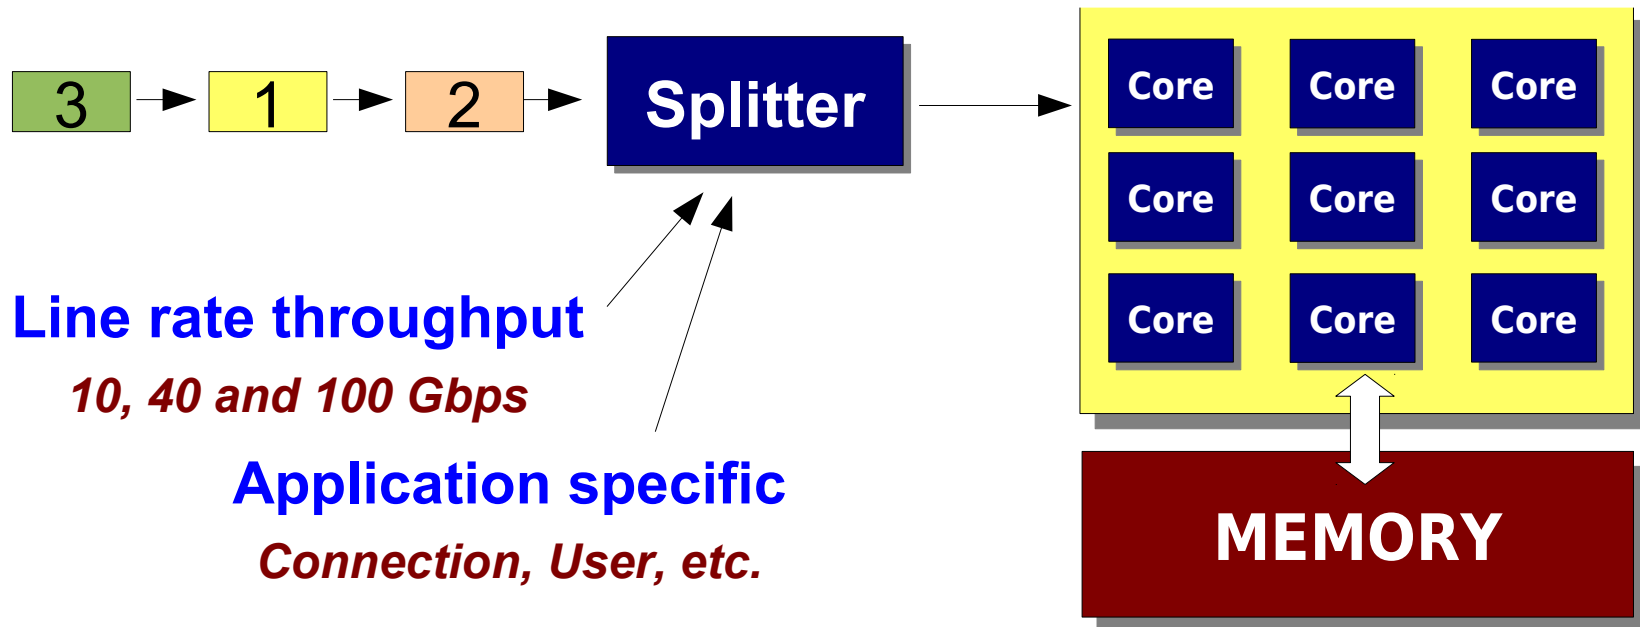 3 1 2 Splitter
Core Core Core
Core Core Core
Core Core Core
Line rate throughput
10, 40 and 100 Gbps
Application specific
Connection, User, etc.
MEMORY